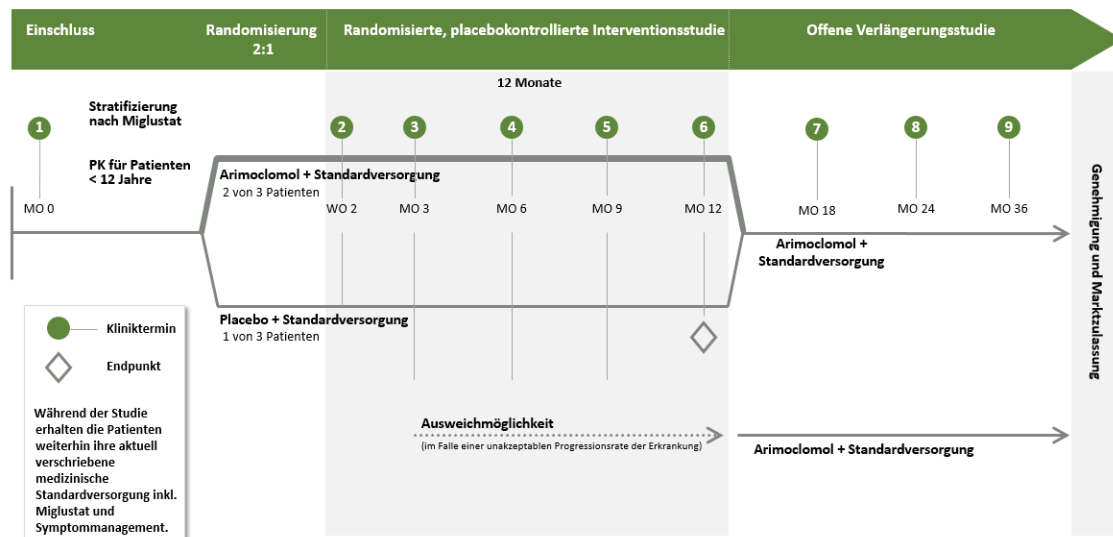 Einschluss
Randomisierung
2:1
Randomisierte, placebokontrollierte Interventionsstudie
Offene Verlängerungsstudie
12 Monate
Stratifizierung
nach Miglustat
1
2
3
4
5
6
7
8
9
PK für Patienten
< 12 Jahre
Arimoclomol + Standardversorgung
2 von 3 Patienten
MO 0
WO 2
MO 3
MO 6
MO 9
MO 12
MO 18
MO 24
MO 36
Arimoclomol +
Standardversorgung
Placebo + Standardversorgung
1 von 3 Patienten
Kliniktermin
Endpunkt
Während der Studie
erhalten die Patienten
weiterhin ihre aktuell
verschriebene
medizinische
Standardversorgung inkl.
Miglustat und
Symptommanagement.
Ausweichmöglichkeit
(im Falle einer unakzeptablen Progressionsrate der Erkrankung)
Arimoclomol + Standardversorgung
Genehmigung und Marktzulassung